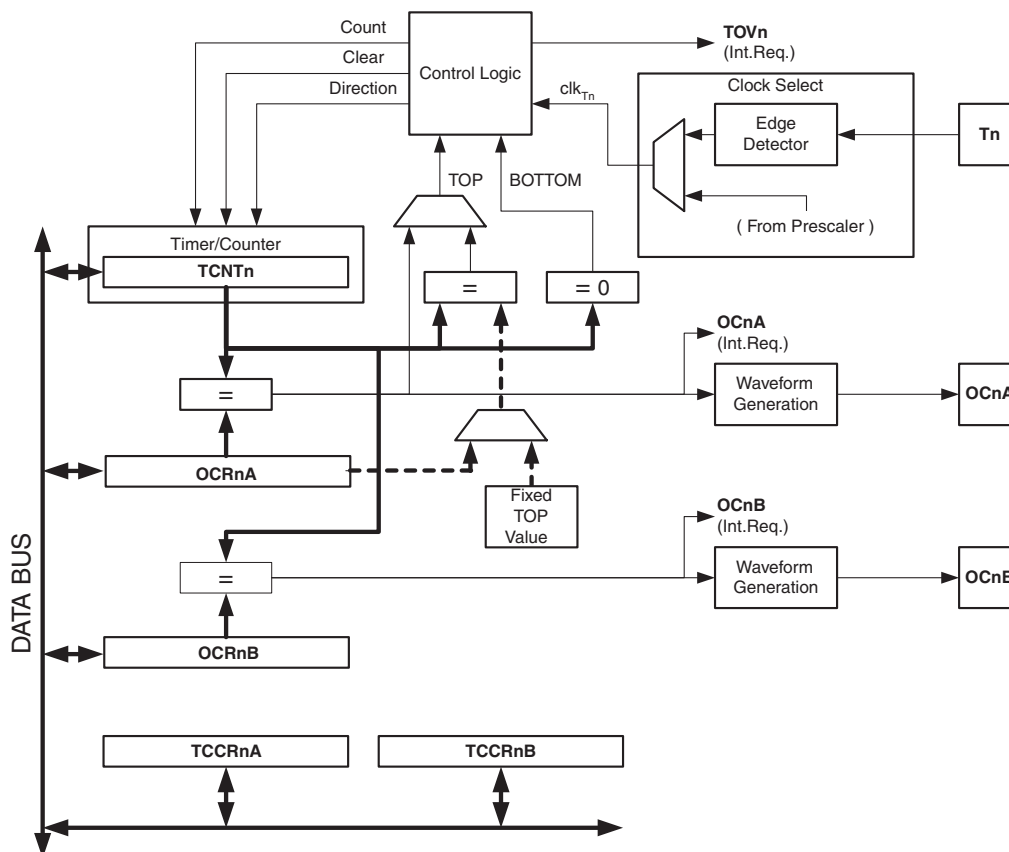 Count
Clear
Direction
Control Logic
TOVn
(Int.Req.)
clkTn
Clock Select
Edge
Detector
Tn
( From Prescaler )
TOP
BOTTOM
Timer/Counter
TCNTn
=
= 0
=
OCnA
(Int.Req.)
Waveform
Generation
OCnA
OCRnA
Fixed
TOP
Value
OCnB
(Int.Req.)
=
Waveform
Generation
OCnB
OCRnB
DATA BUS
TCCRnA
TCCRnB